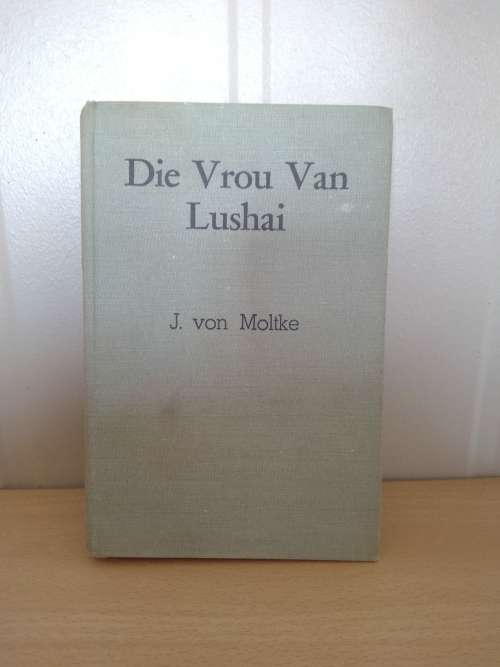 Die Vrou Van
Lushai
J. von Moltke